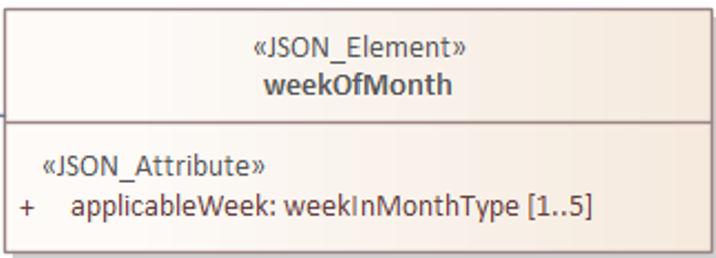 «JSON_Element»
weekOfMonth
«JSON_Attribute»
+ applicableWeek: weekInMonthType [1..5]